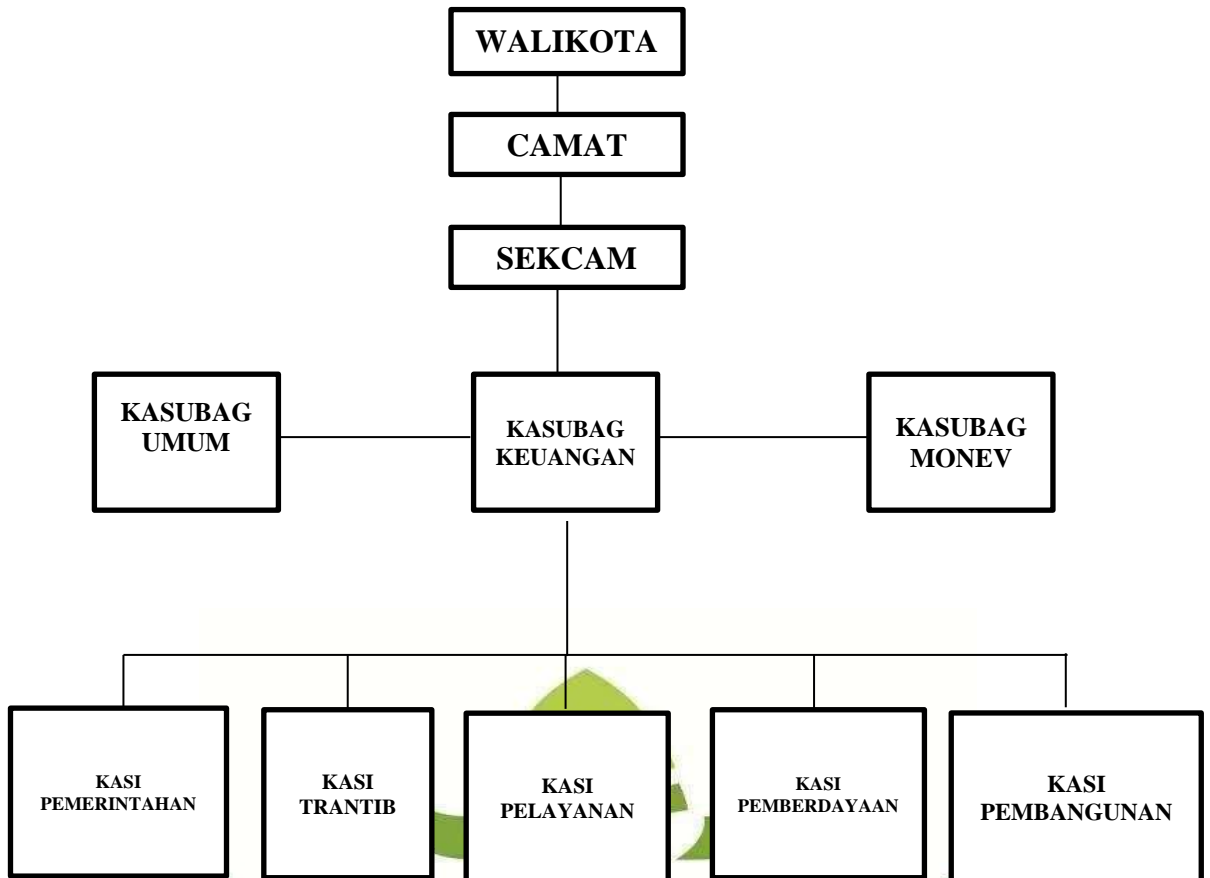 WALIKOTA
CAMAT
SEKCAM
KASUBAG
UMUM
KASUBAG
KEUANGAN
KASUBAG
MONEV
KASI
PEMERINTAHAN
KASI
TRANTIB
KASI
PELAYANAN
KASI
PEMBERDAYAAN
KASI
PEMBANGUNAN